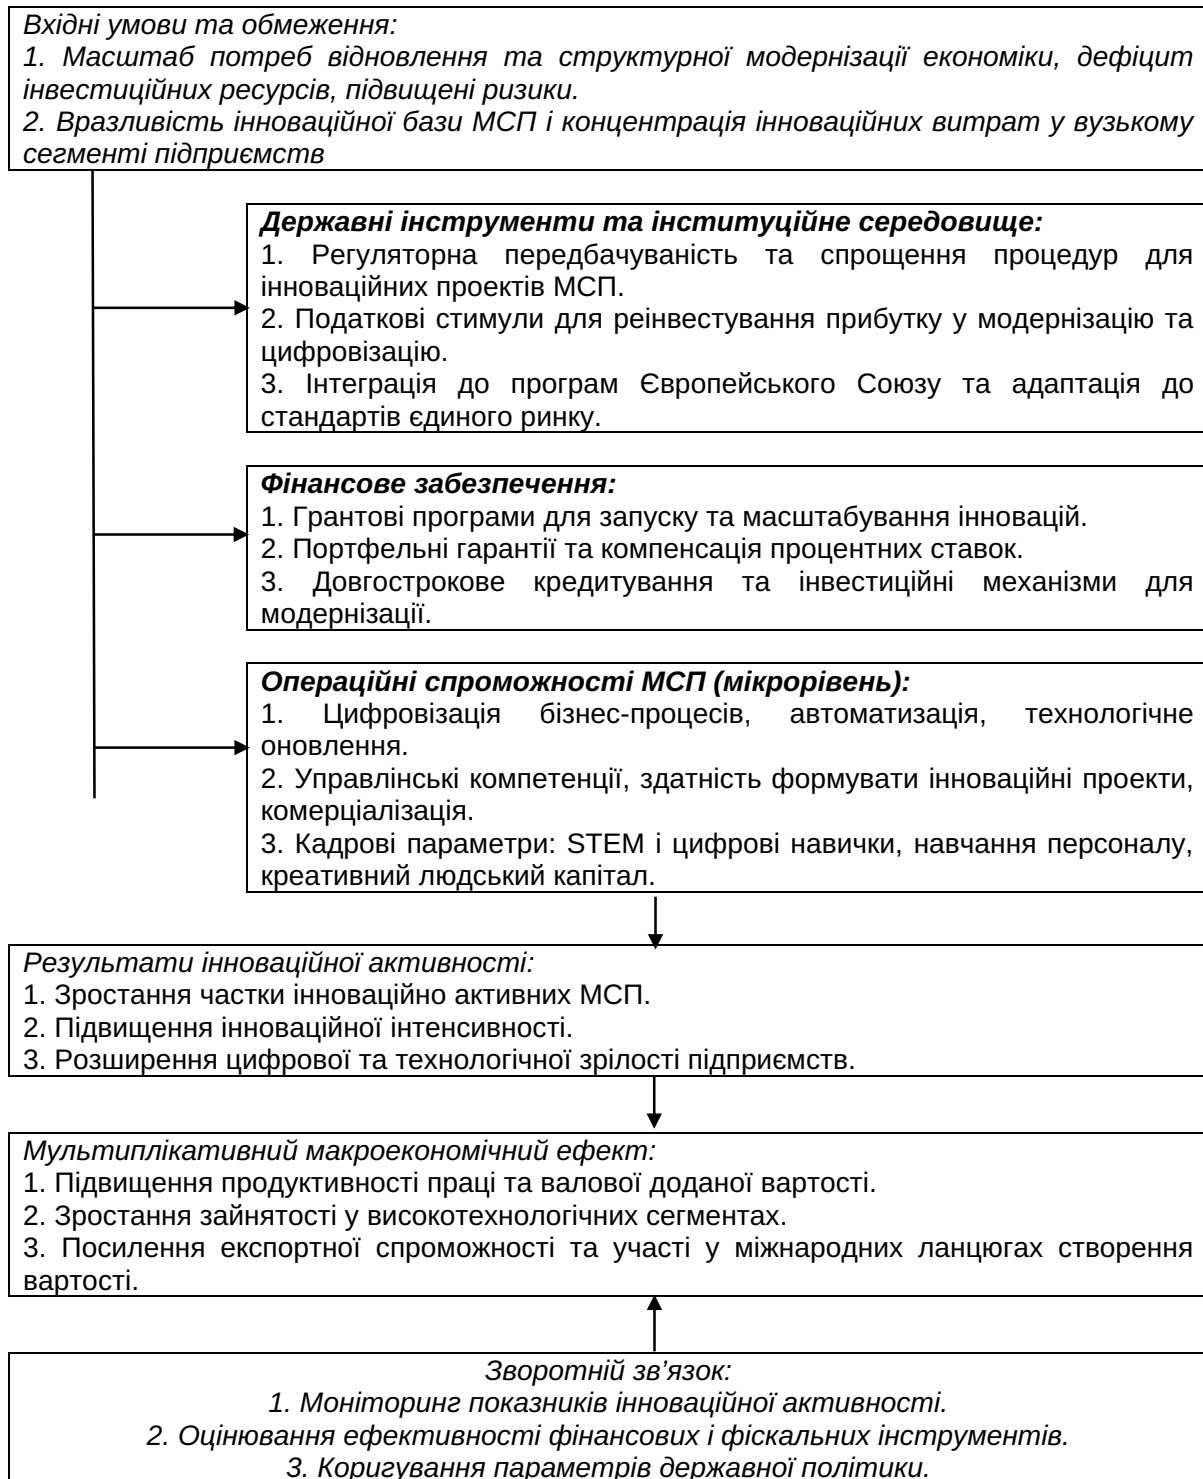 Вхідні умови та обмеження:
1. Масштаб потреб відновлення та структурної модернізації економіки, дефіцит
інвестиційних ресурсів, підвищені ризики.
2. Вразливість інноваційної бази МСП і концентрація інноваційних витрат у вузькому
сегменті підприємств
Державні інструменти та інституційне середовище:
1. Регуляторна передбачуваність та спрощення процедур для
інноваційних проектів МСП.
2. Податкові стимули для реінвестування прибутку у модернізацію та
цифровізацію.
3. Інтеграція до програм Європейського Союзу та адаптація до
стандартів єдиного ринку.
Фінансове забезпечення:
1. Грантові програми для запуску та масштабування інновацій.
2. Портфельні гарантії та компенсація процентних ставок.
3. Довгострокове кредитування та інвестиційні механізми для
модернізації.
Операційні спроможності МСП (мікрорівень):
1. Цифровізація бізнес-процесів, автоматизація, технологічне
оновлення.
2. Управлінські компетенції, здатність формувати інноваційні проекти,
комерціалізація.
3. Кадрові параметри: STEM і цифрові навички, навчання персоналу,
креативний людський капітал.
Результати інноваційної активності:
1. Зростання частки інноваційно активних МСП.
2. Підвищення інноваційної інтенсивності.
3. Розширення цифрової та технологічної зрілості підприємств.
Мультиплікативний макроекономічний ефект:
1. Підвищення продуктивності праці та валової доданої вартості.
2. Зростання зайнятості у високотехнологічних сегментах.
3. Посилення експортної спроможності та участі у міжнародних ланцюгах створення
вартості.
Зворотній зв’язок:
1. Моніторинг показників інноваційної активності.
2. Оцінювання ефективності фінансових і фіскальних інструментів.
3. Коригування параметрів державної політики.